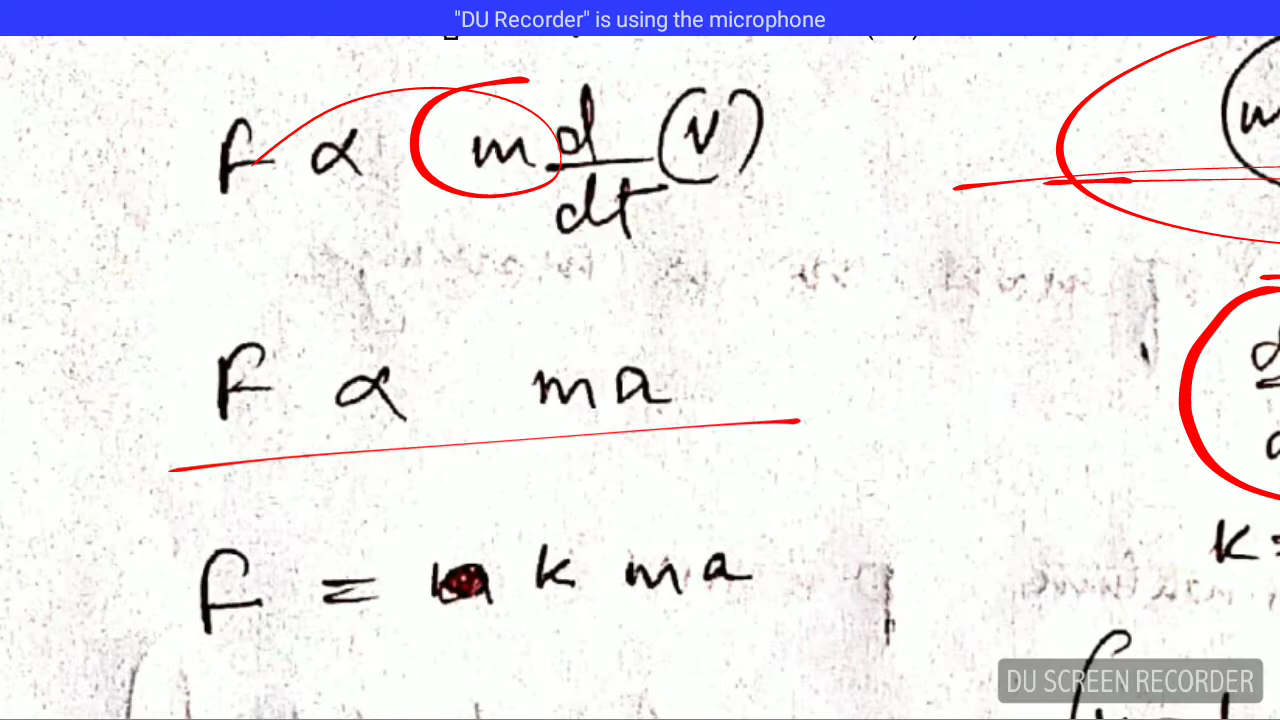 "DU Recorder" is using the microphone
F ∝ m d/dt (v)
F ∝ ma
F = k ma
k =
DU SCREEN RECORDER